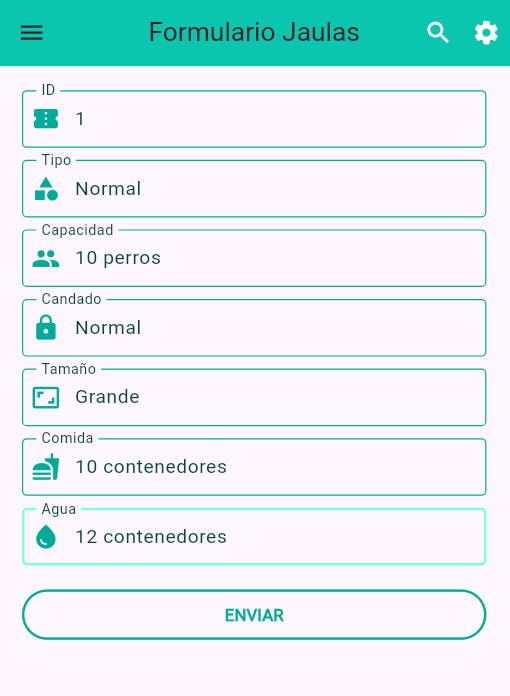 Formulario Jaulas
ID
1
Tipo
Normal
Capacidad
10 perros
Candado
Normal
Tamaño
Grande
Comida
10 contenedores
Agua
12 contenedores
ENVIAR